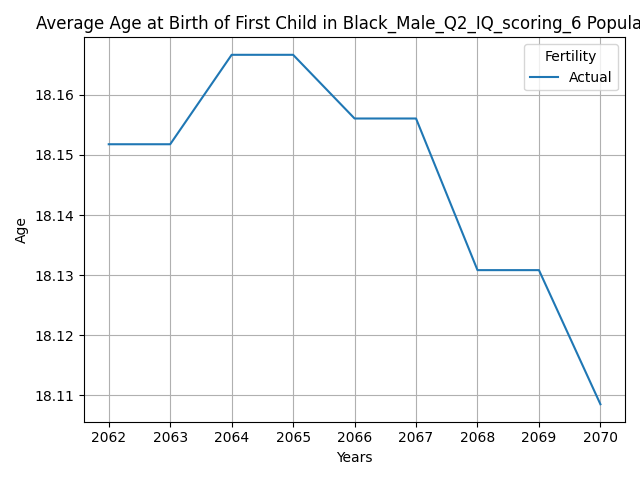 Average Age at Birth of First Child in Black_Male_Q2_IQ_scoring_6 Popula
Fertility
Actual
18.16
18.15
18.14
18.13
18.12
18.11
Age
2062 2063 2064 2065 2066 2067 2068 2069 2070
Years